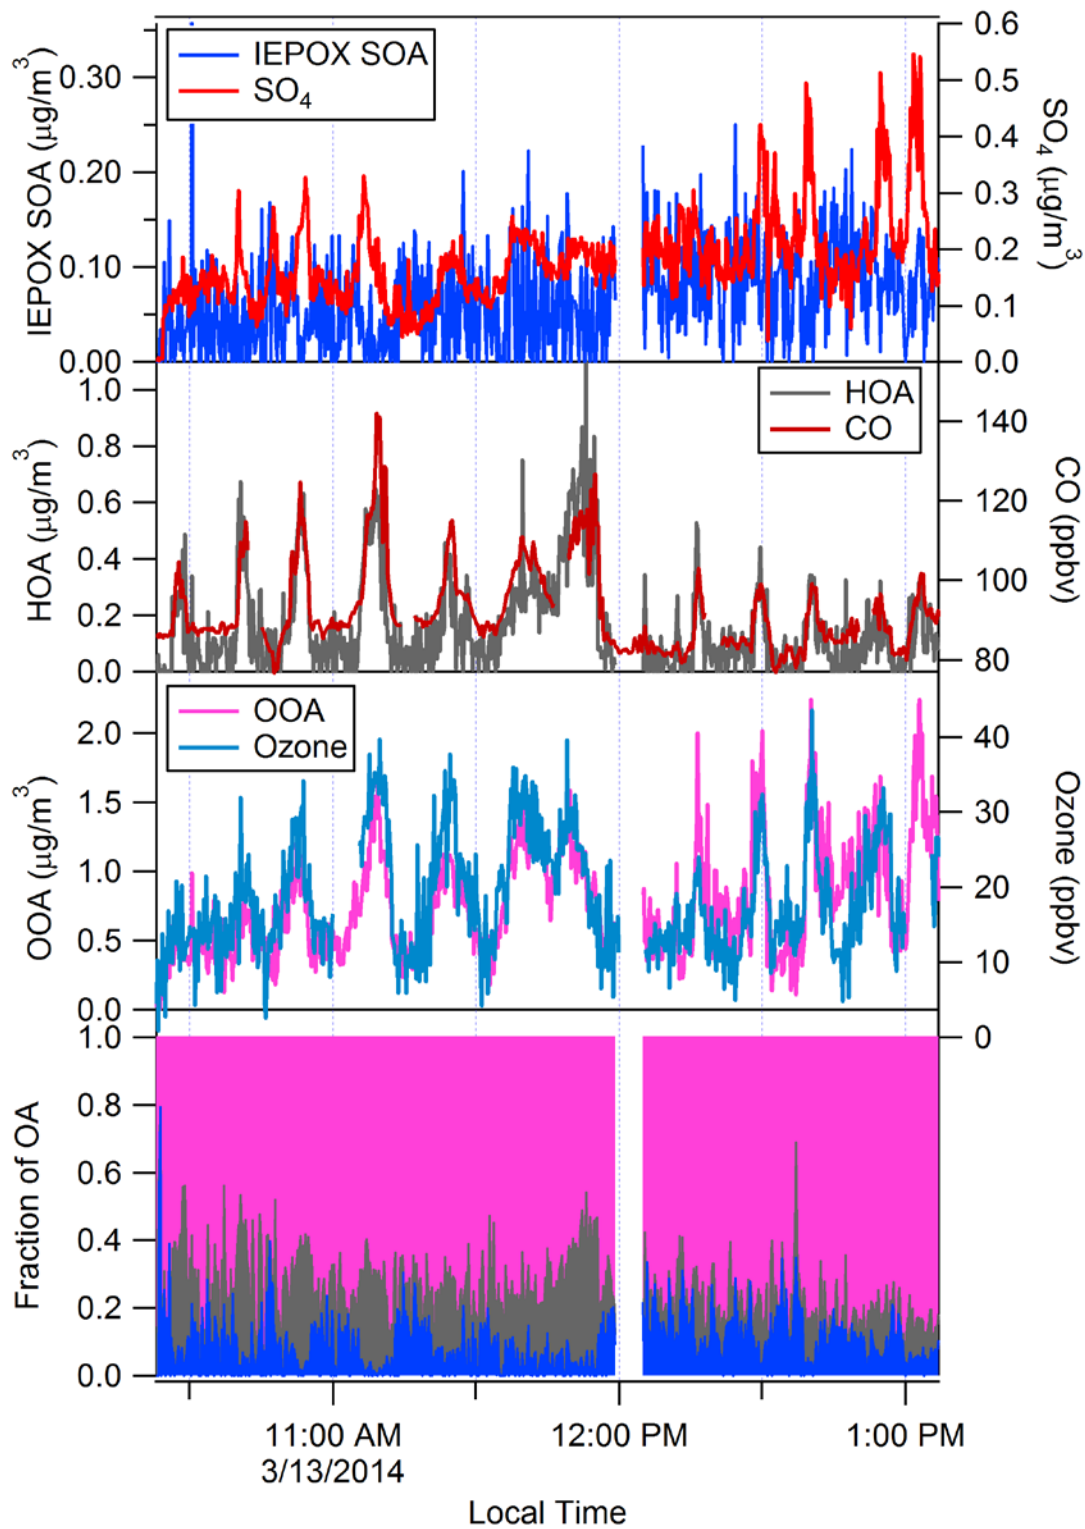 IEPOX SOA
SO4
IEPOX SOA (μg/m3)
0.30
0.20
0.10
0.00
0.6
0.5
0.4
0.3
0.2
0.1
0.0
SO4 (μg/m3)
HOA
CO
HOA (μg/m3)
1.0
0.8
0.6
0.4
0.2
0.0
140
120
100
80
CO (ppbv)
OOA
Ozone
OOA (μg/m3)
2.0
1.5
1.0
0.5
0.0
40
30
20
10
0
Ozone (ppbv)
Fraction of OA
1.0
0.8
0.6
0.4
0.2
0.0
11:00 AM
3/13/2014
12:00 PM
1:00 PM
Local Time